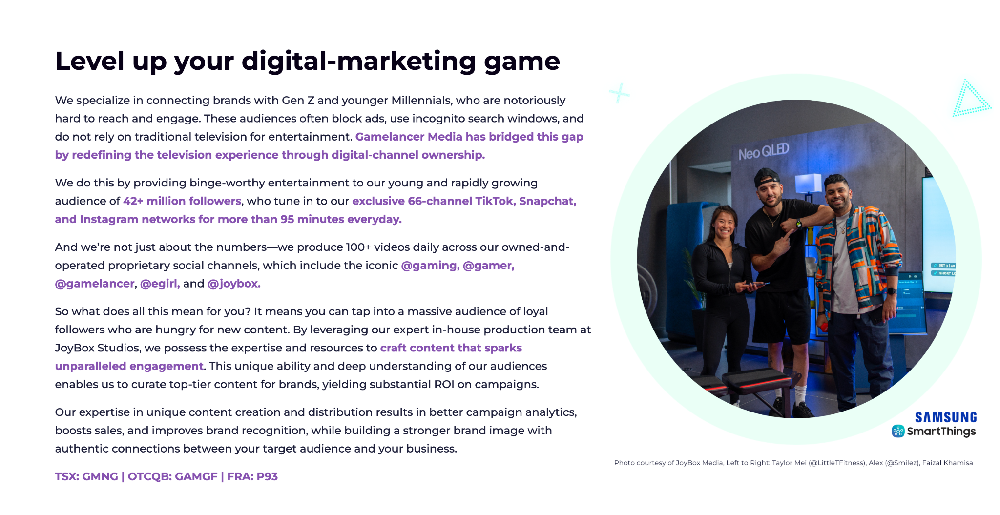 Level up your digital-marketing game
We specialize in connecting brands with Gen Z and younger Millennials, who are notoriously
hard to reach and engage. These audiences often block ads, use incognito search windows, and
do not rely on traditional television for entertainment. Gamelancer Media has bridged this gap
by redefining the television experience through digital-channel ownership.
We do this by providing binge-worthy entertainment to our young and rapidly growing
audience of 42+ million followers, who tune in to our exclusive 66-channel TikTok, Snapchat,
and Instagram networks for more than 95 minutes everyday.
And we’re not just about the numbers—we produce 100+ videos daily across our owned-and-
operated proprietary social channels, which include the iconic @gaming, @gamer,
@gamelancer, @egirl, and @joybox.
So what does all this mean for you? It means you can tap into a massive audience of loyal
followers who are hungry for new content. By leveraging our expert in-house production team at
JoyBox Studios, we possess the expertise and resources to craft content that sparks
unparalleled engagement. This unique ability and deep understanding of our audiences
enables us to curate top-tier content for brands, yielding substantial ROI on campaigns.
Our expertise in unique content creation and distribution results in better campaign analytics,
boosts sales, and improves brand recognition, while building a stronger brand image with
authentic connections between your target audience and your business.
TSX: GMNG | OTCQB: GAMGF | FRA: P93
Neo QLED
SET 3 | 40
SHORT LO
SAMSUNG
SmartThings
Photo courtesy of JoyBox Media, Left to Right: Taylor Mei (@LittleTFitness), Alex (@Smilez), Faizal Khamisa